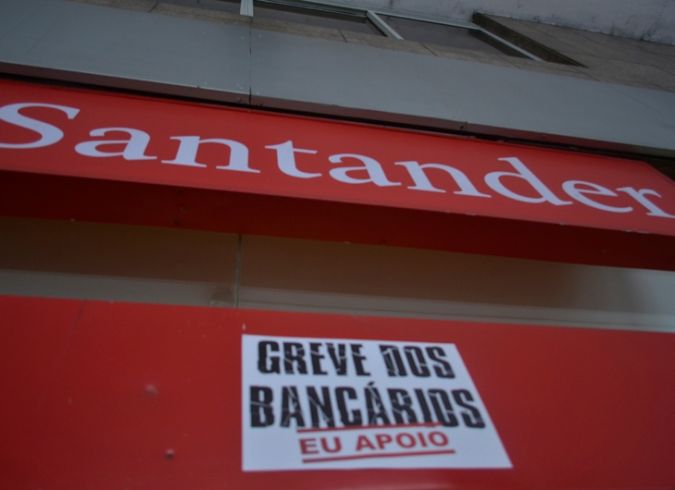 Santander
GREVE DOS
BANCÁRIOS
EU APOIO